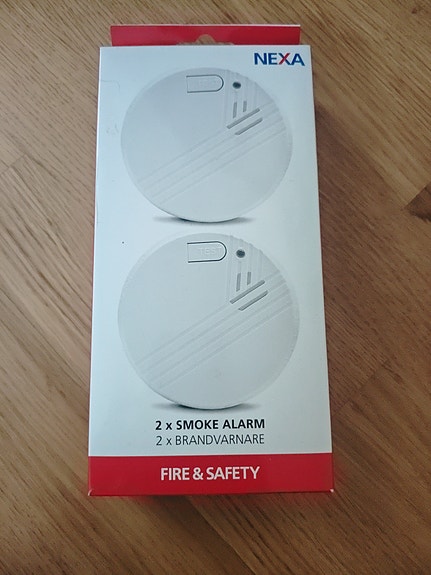 NEXA
2 x SMOKE ALARM
2 x BRANDVARNARE
FIRE & SAFETY